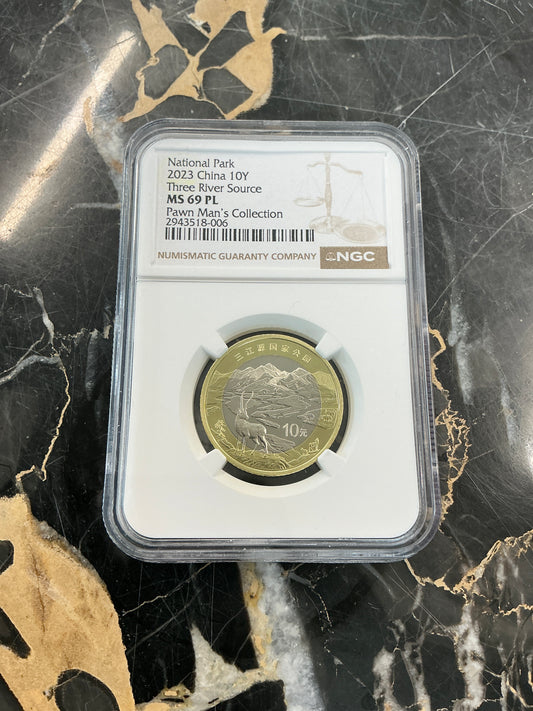 National Park
2023 China 10Y
Three River Source
MS 69 PL
Pawn Man's Collection
2943518-006
NUMISMATIC GUARANTY COMPANY
NGC
三江源国家公园
10元